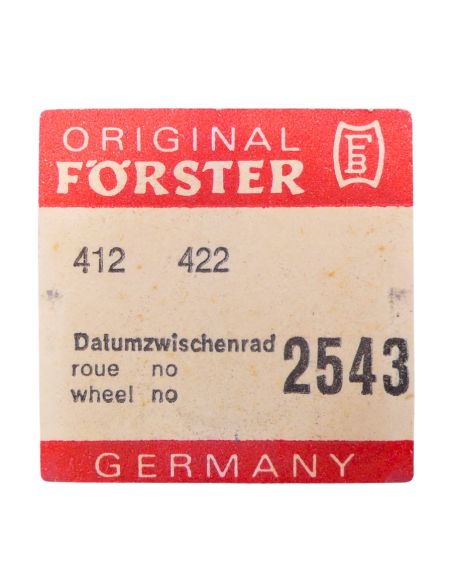 ORIGINAL
FÖRSTER
FB
412 422
Datumzwischenrad
roue no
wheel no
2543
GERMANY